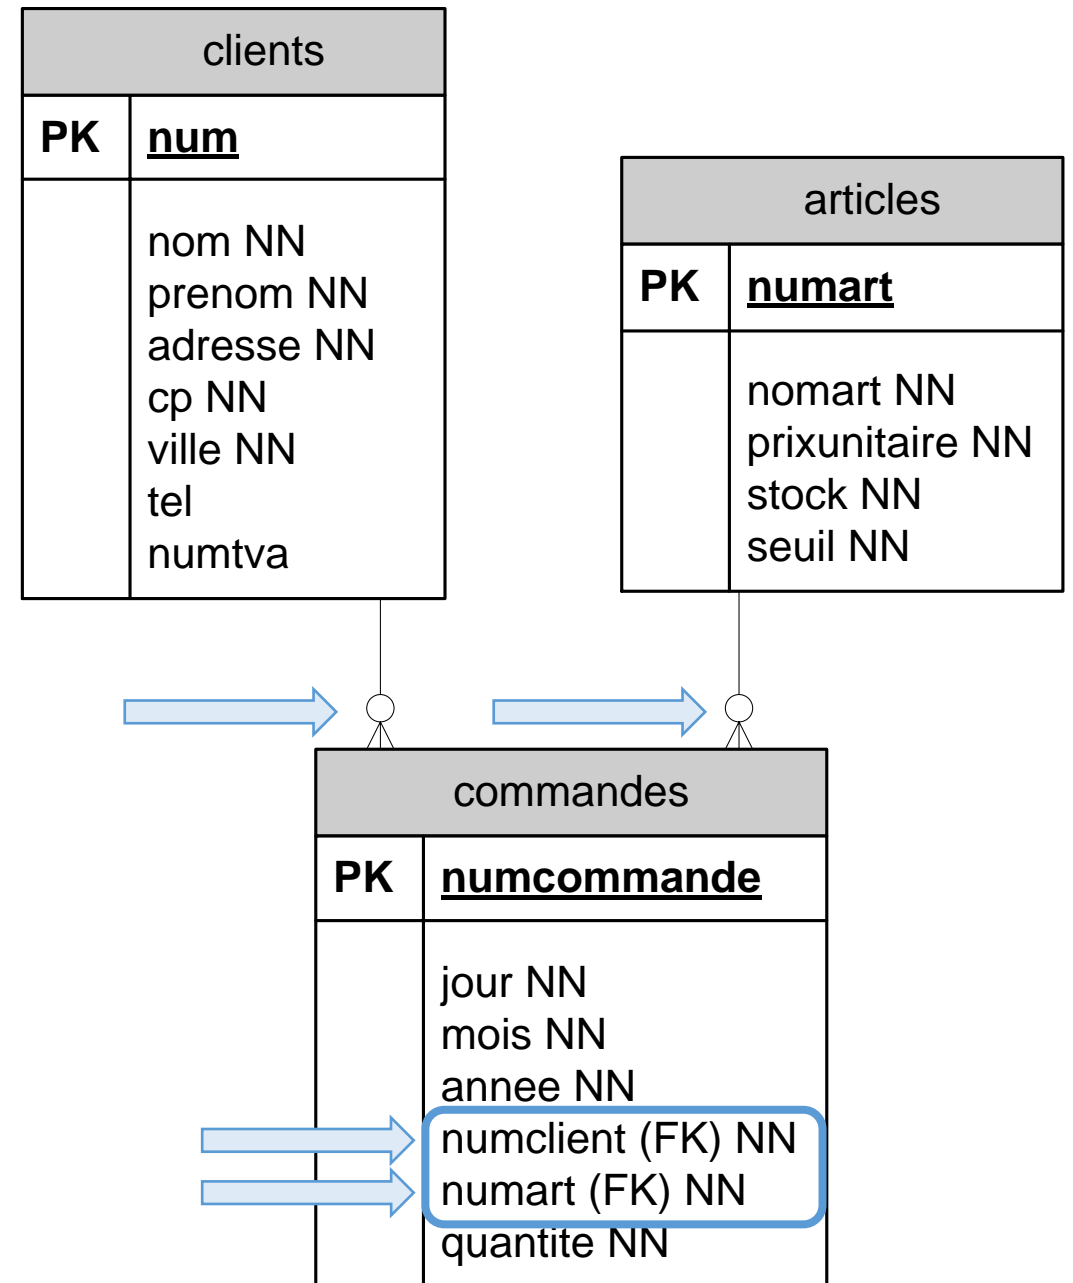 clients
PK num
nom NN
prenom NN
adresse NN
cp NN
ville NN
tel
numtva
articles
PK numart
nomart NN
prixunitaire NN
stock NN
seuil NN
commandes
PK numcommande
jour NN
mois NN
annee NN
numclient (FK) NN
numart (FK) NN
quantite NN